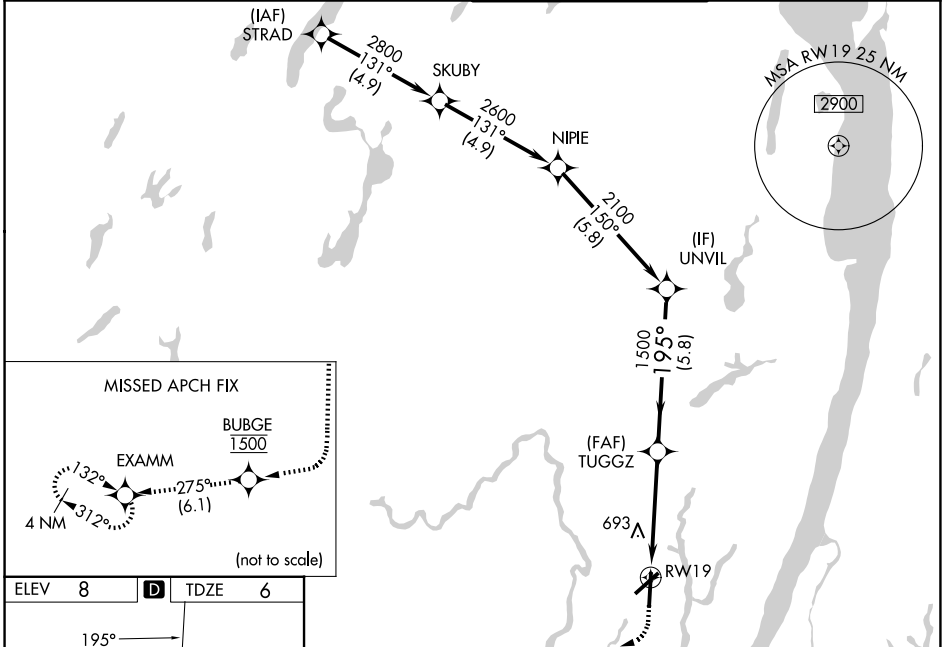 (IAF)
STRAD
2800
131°
(4.9)
SKUBY
2600
131°
(4.9)
NIPIE
2100
150°
(5.8)
(IF)
UNVIL
MSA RW19 25 NM
2900
1500
195°
(5.8)
(FAF)
TUGGZ
693
RW19
MISSED APCH FIX
BUBGE
1500
EXAMM
132°
275°
(6.1)
312°
4 NM
(not to scale)
ELEV 8 D TDZE 6
195°